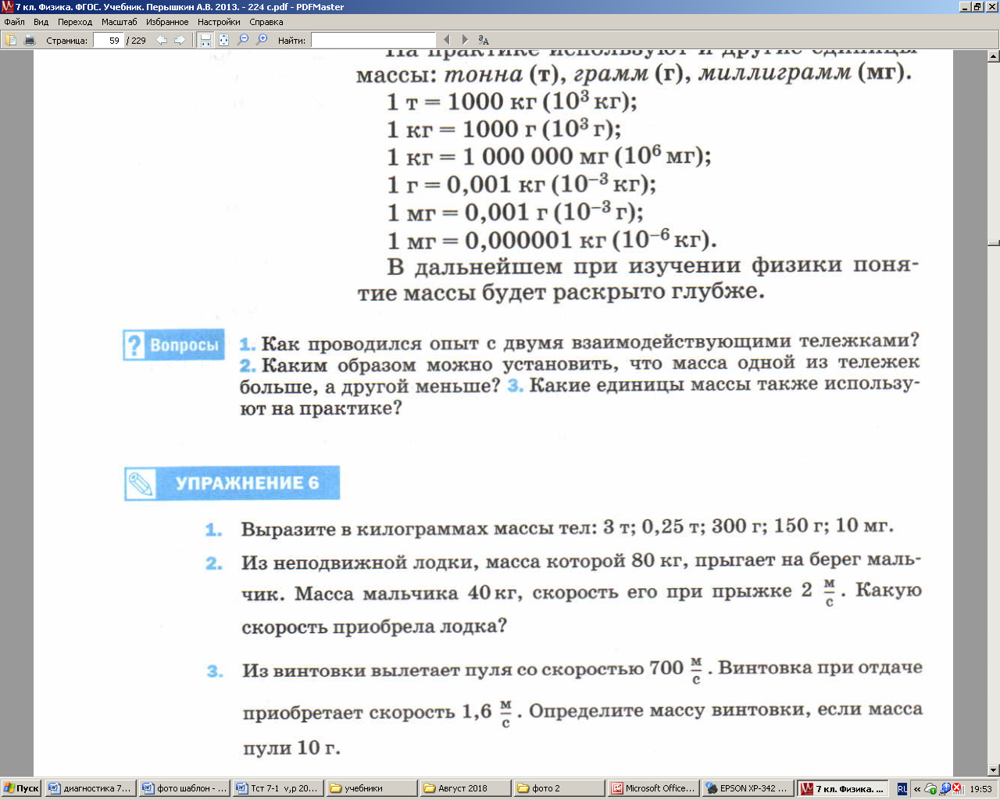 7 кл. Физика. ФГОС. Учебник. Перышкин А.В. 2013. - 224 с.pdf - PDFMaster
Файл Вид Переход Масштаб Избранное Настройки Справка
Страница: 59 / 229 Найти:
На практике используют и другие единицы
массы: тонна (т), грамм (г), миллиграмм (мг).
1 т = 1000 кг (10³ кг);
1 кг = 1000 г (10³ г);
1 кг = 1 000 000 мг (10⁶ мг);
1 г = 0,001 кг (10⁻³ кг);
1 мг = 0,001 г (10⁻³ г);
1 мг = 0,000001 кг (10⁻⁶ кг).
В дальнейшем при изучении физики поня-
тие массы будет раскрыто глубже.
? Вопросы
1. Как проводился опыт с двумя взаимодействующими тележками?
2. Каким образом можно установить, что масса одной из тележек
больше, а другой меньше? 3. Какие единицы массы также использу-
ют на практике?
УПРАЖНЕНИЕ 6
1. Выразите в килограммах массы тел: 3 т; 0,25 т; 300 г; 150 г; 10 мг.
2. Из неподвижной лодки, масса которой 80 кг, прыгает на берег маль-
чик. Масса мальчика 40 кг, скорость его при прыжке 2 м/с. Какую
скорость приобрела лодка?
3. Из винтовки вылетает пуля со скоростью 700 м/с. Винтовка при отдаче
приобретает скорость 1,6 м/с. Определите массу винтовки, если масса
пули 10 г.
Пуск диагностика 7... фото шаблон - ... Тст 7-1 v,p 20... учебники Август 2018 фото 2 Microsoft Office... EPSON XP-342 ... 7 кл. Физика. ... RU « 19:53